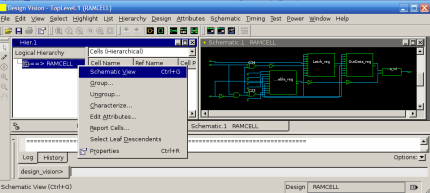 Design Vision - TopLevel.1 (RAMCELL)
File Edit View Select Highlight List Hierarchy Design Attributes Schematic Timing Test Power Window Help
Hier.1
Schematic.1 RAMCELL
Logical Hierarchy
Cells (Hierarchical)
RAMCELL
Cell Name Ref Name Cell P
Schematic View Ctrl+G
Group...
Ungroup...
Characterize...
Edit Attributes...
Report Cells...
Select Leaf Descendents
Properties Ctrl+R
Latch_reg
OutData_reg
Schematic.1 RAMCELL
Log History
Options:
design_vision>
Schematic View (Ctrl+G)
Design RAMCELL